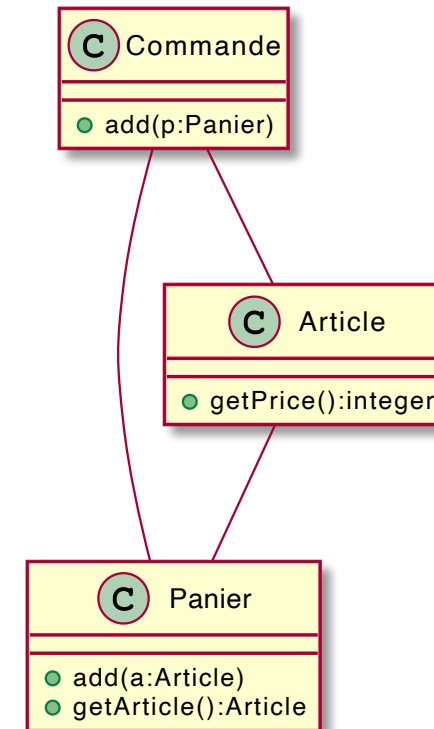 C Commande
add(p:Panier)
C Article
getPrice():integer
C Panier
add(a:Article)
getArticle():Article